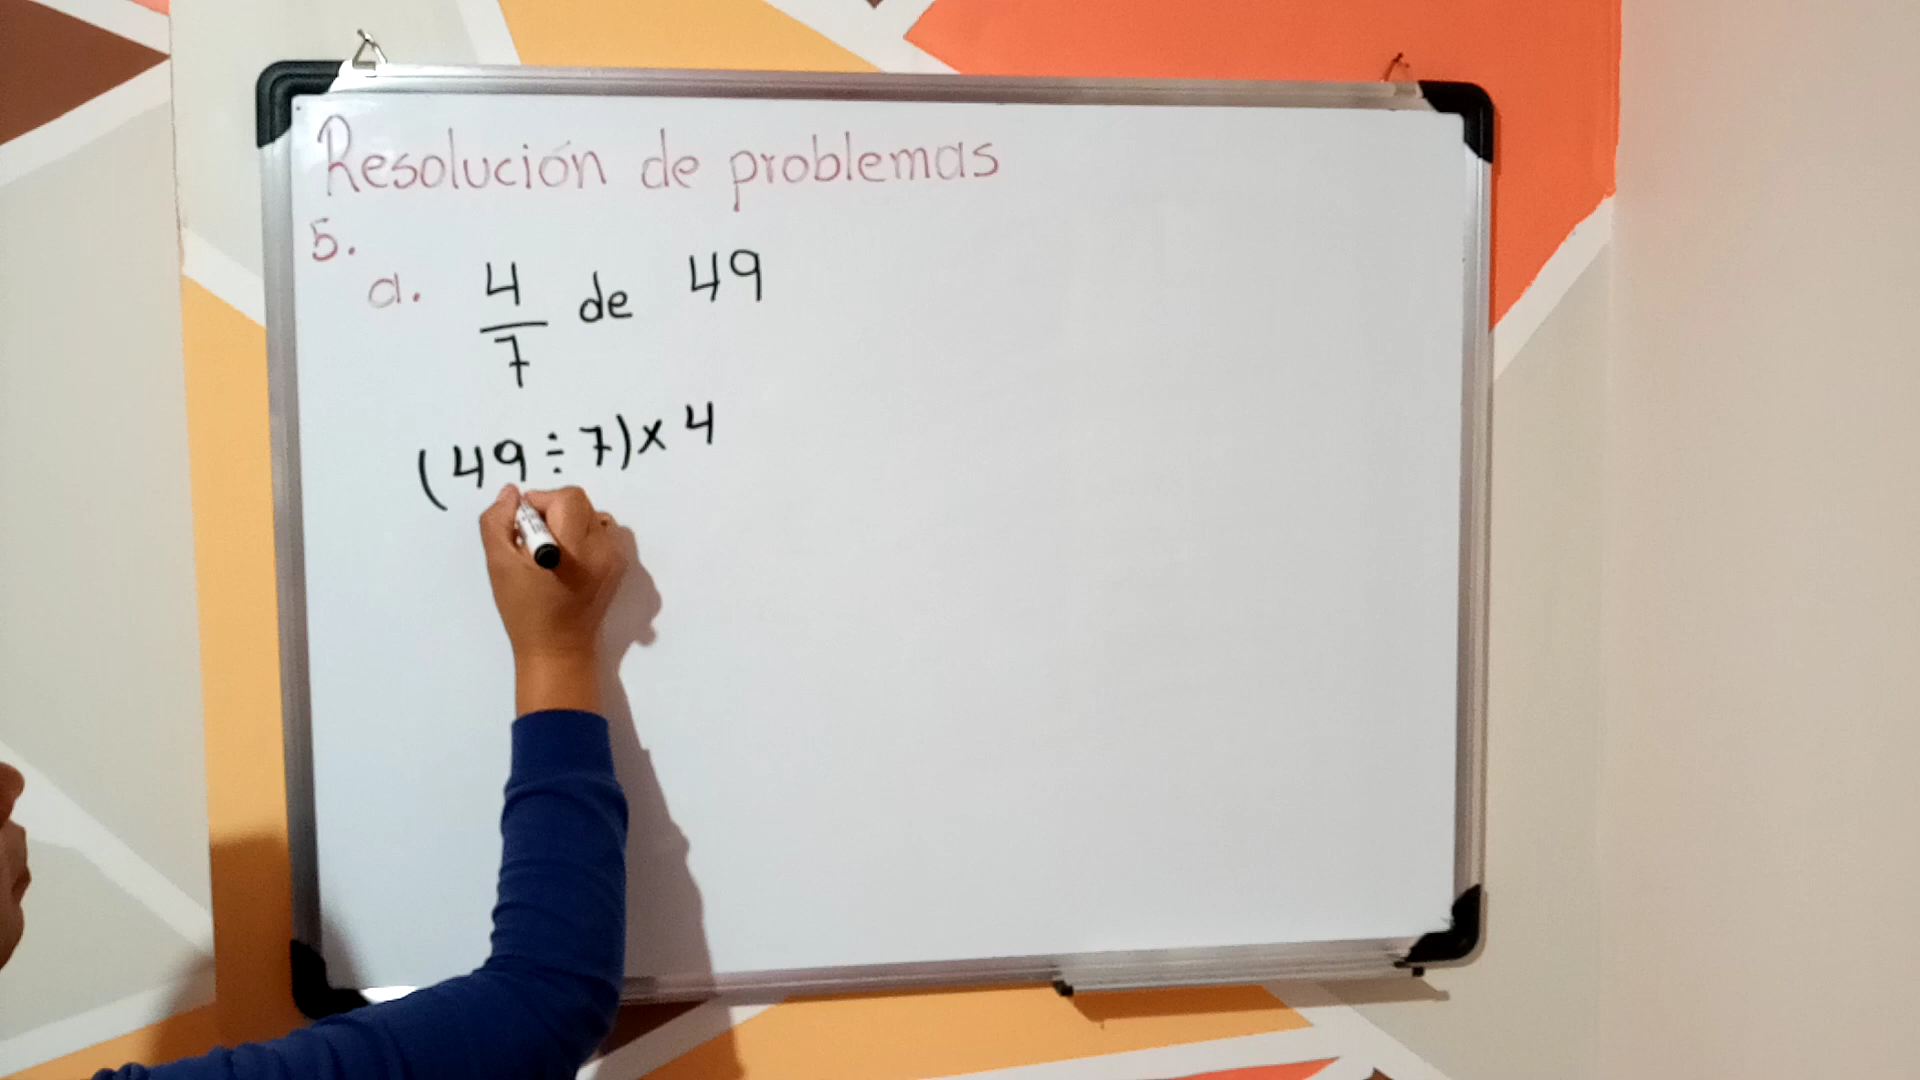 Resolución de problemas
5.
a. 4/7 de 49
(49 ÷ 7) x 4